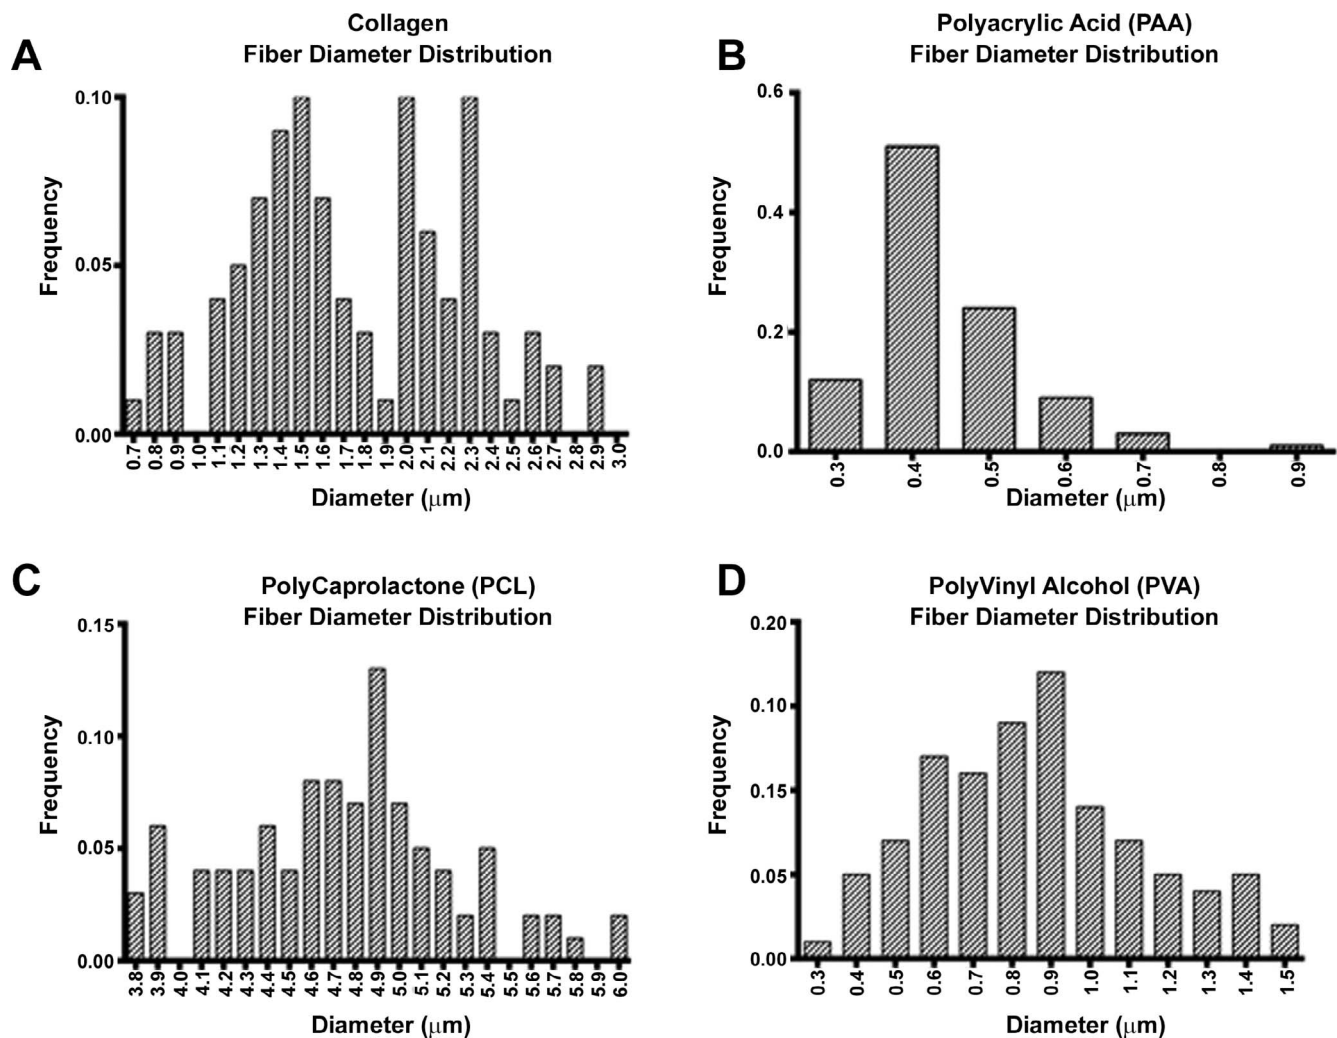 A
Collagen
Fiber Diameter Distribution
Frequency
0.10
0.05
0.00
0.7 0.8 0.9 1.0 1.1 1.2 1.3 1.4 1.5 1.6 1.7 1.8 1.9 2.0 2.1 2.2 2.3 2.4 2.5 2.6 2.7 2.8 2.9 3.0
Diameter (μm)
B
Polyacrylic Acid (PAA)
Fiber Diameter Distribution
Frequency
0.6
0.4
0.2
0.0
0.3 0.4 0.5 0.6 0.7 0.8 0.9
Diameter (μm)
C
PolyCaprolactone (PCL)
Fiber Diameter Distribution
Frequency
0.15
0.10
0.05
0.00
3.8 3.9 4.0 4.1 4.2 4.3 4.4 4.5 4.6 4.7 4.8 4.9 5.0 5.1 5.2 5.3 5.4 5.5 5.6 5.7 5.8 5.9 6.0
Diameter (μm)
D
PolyVinyl Alcohol (PVA)
Fiber Diameter Distribution
Frequency
0.20
0.10
0.15
0.05
0.00
0.3 0.4 0.5 0.6 0.7 0.8 0.9 1.0 1.1 1.2 1.3 1.4 1.5
Diameter (μm)